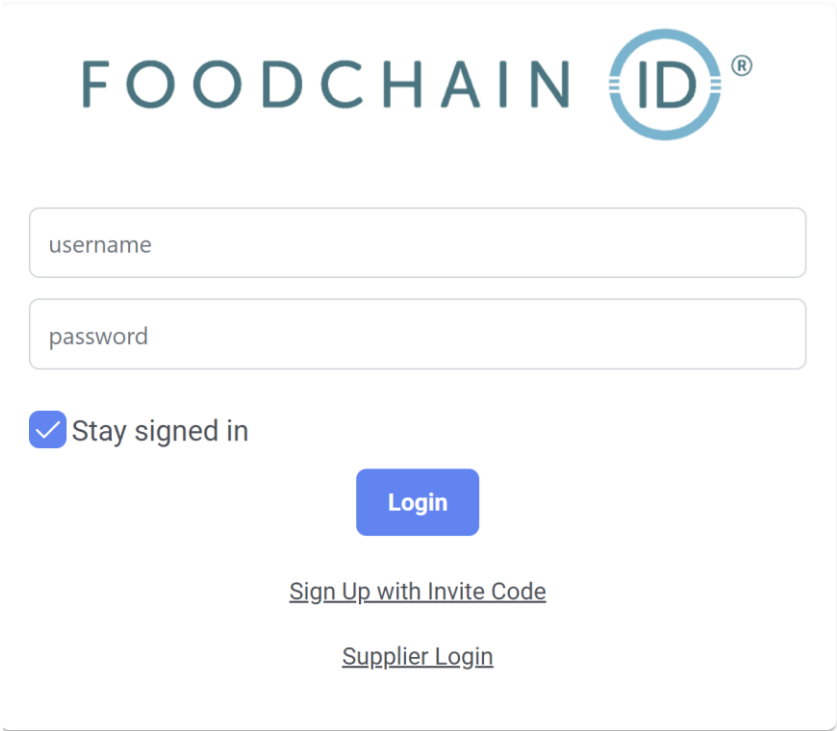 FOODCHAIN ID®
username
password
Stay signed in
Login
Sign Up with Invite Code
Supplier Login